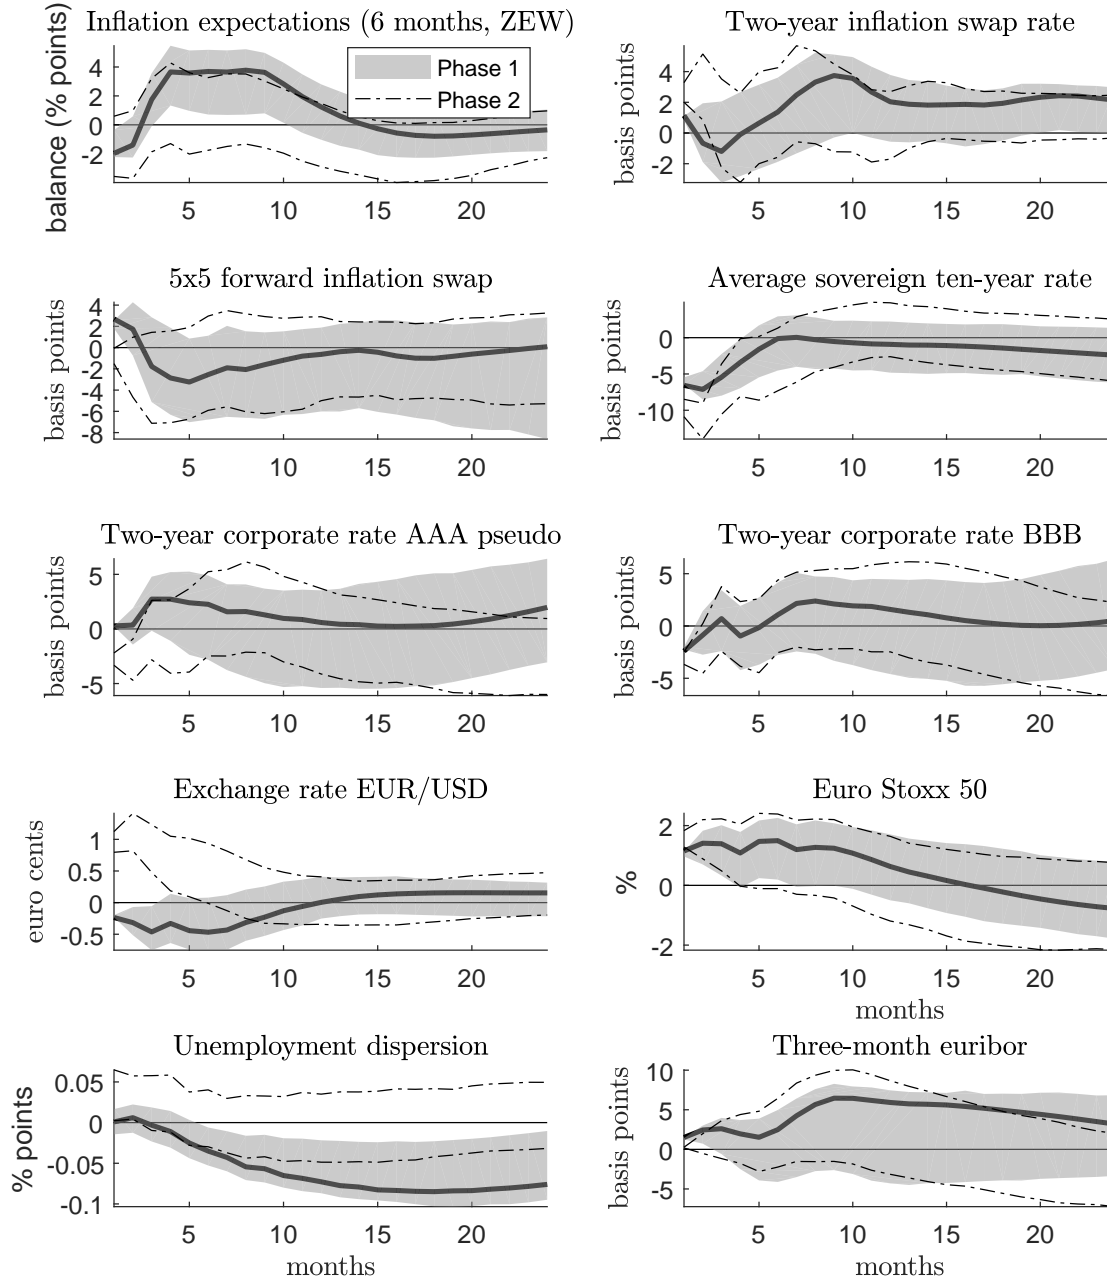 Inflation expectations (6 months, ZEW)
balance (% points)
4
2
0
-2
Phase 1
Phase 2
5 10 15 20
Two-year inflation swap rate
basis points
4
2
0
-2
5 10 15 20
5x5 forward inflation swap
basis points
4
2
0
-2
-4
-6
-8
5 10 15 20
Average sovereign ten-year rate
basis points
0
-5
-10
5 10 15 20
Two-year corporate rate AAA pseudo
basis points
5
0
-5
5 10 15 20
Two-year corporate rate BBB
basis points
5
0
-5
5 10 15 20
Exchange rate EUR/USD
euro cents
1
0.5
0
-0.5
5 10 15 20
Euro Stoxx 50
%
2
0
-2
5 10 15 20
months
Unemployment dispersion
% points
0.05
0
-0.05
-0.1
5 10 15 20
months
Three-month euribor
basis points
10
5
0
-5
5 10 15 20
months